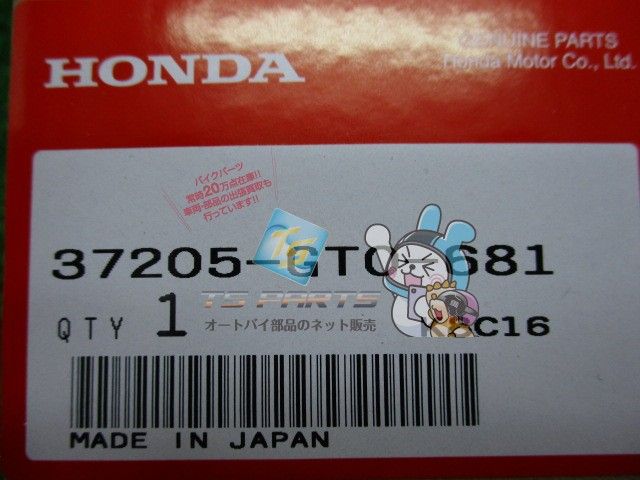 HONDA
GENUINE PARTS
Honda Motor Co., Ltd.
バイクパーツ
常時20万点在庫!!
車両・部品の出張買取も
行っています!!
TS
681
TS PARTS
QTY 1
オートバイ部品のネット販売
C16
MADE IN JAPAN